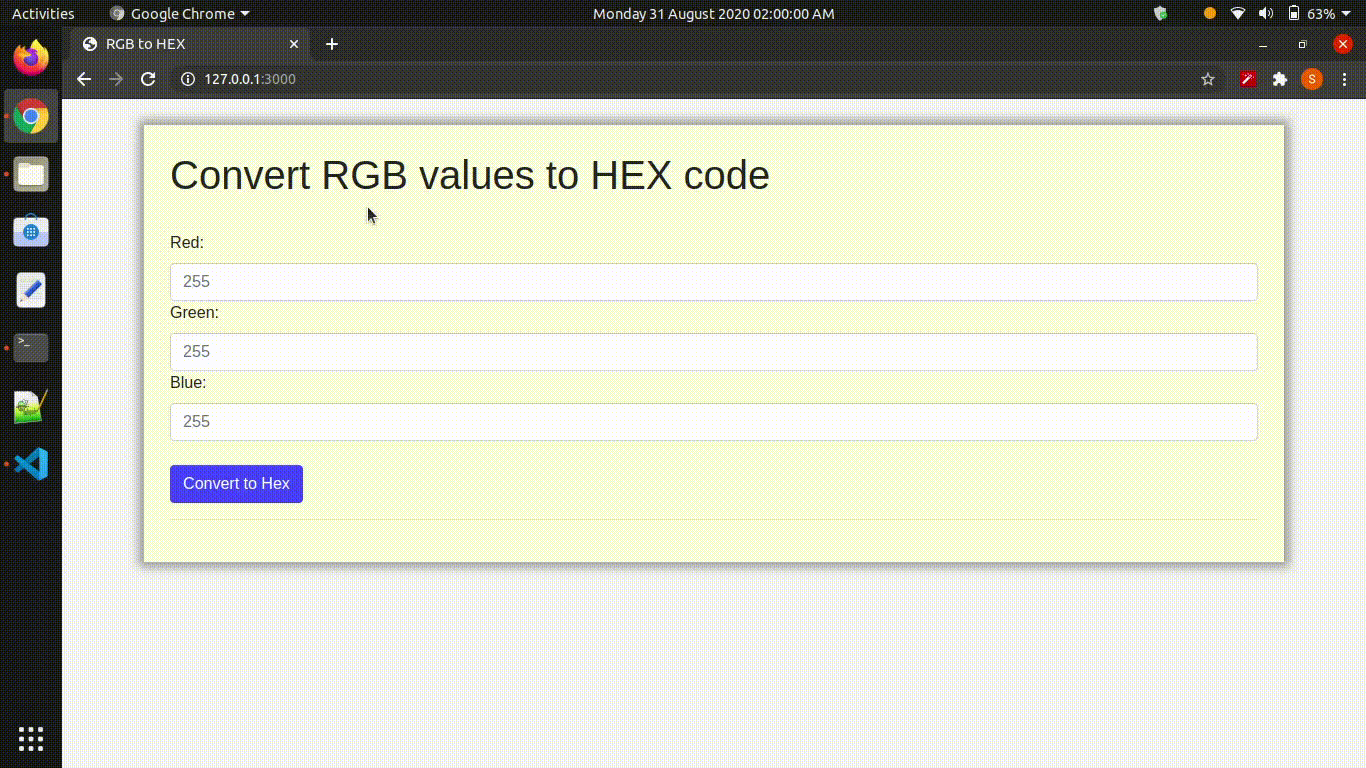 Activities Google Chrome Monday 31 August 2020 02:00:00 AM 63%
RGB to HEX
127.0.0.1:3000 S
Convert RGB values to HEX code
Red:
255
Green:
255
Blue:
255
Convert to Hex
>_